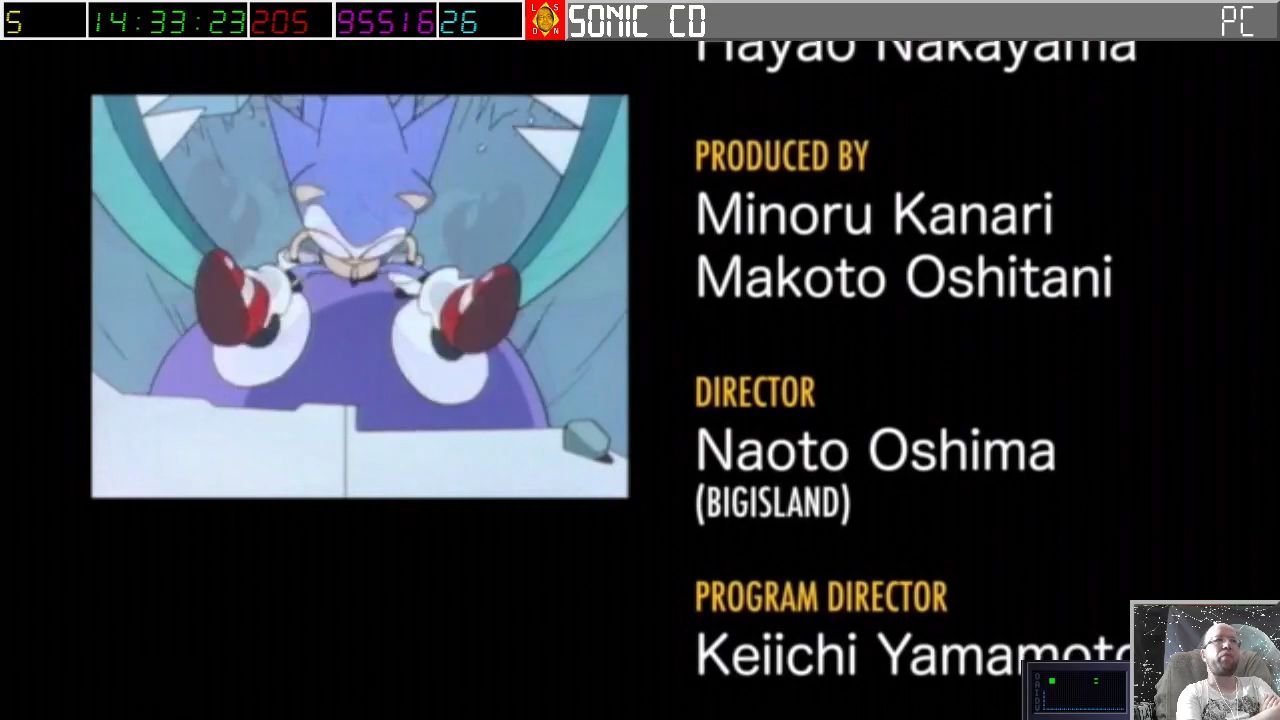 5 14:33:23 205 95516 26 L S D N SONIC CD PC
Hayao Nakayama
PRODUCED BY
Minoru Kanari
Makoto Oshitani
DIRECTOR
Naoto Oshima
(BIGISLAND)
PROGRAM DIRECTOR
Keiichi Yamamoto